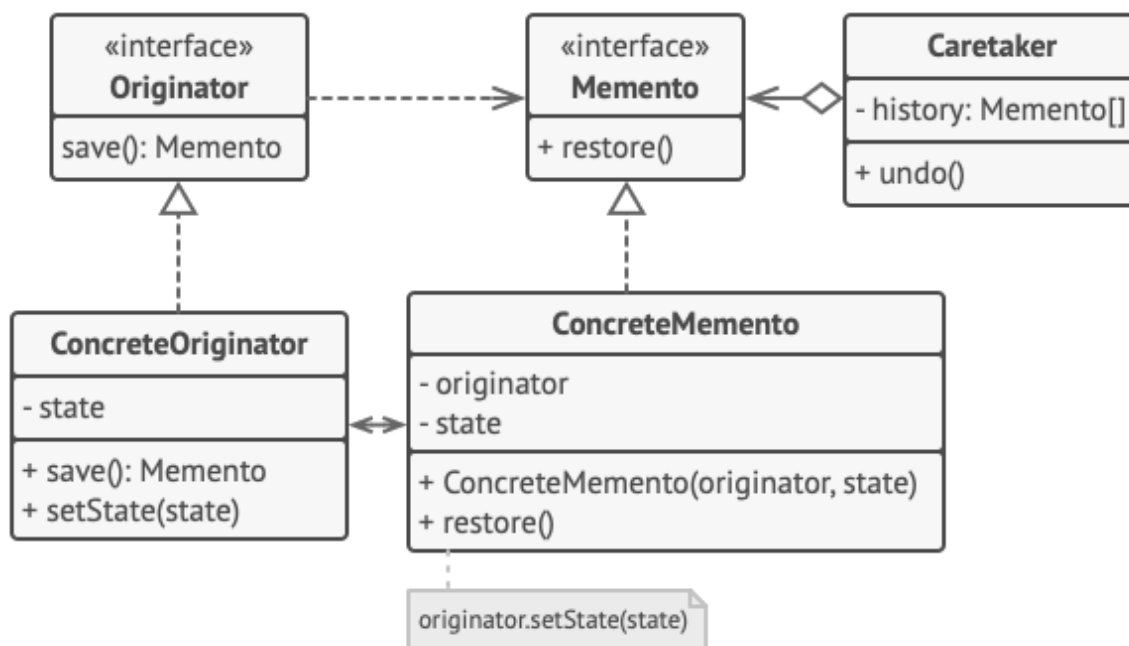 «interface»
Originator
save(): Memento
«interface»
Memento
+ restore()
Caretaker
- history: Memento[]
+ undo()
ConcreteOriginator
- state
+ save(): Memento
+ setState(state)
ConcreteMemento
- originator
- state
+ ConcreteMemento(originator, state)
+ restore()
originator.setState(state)